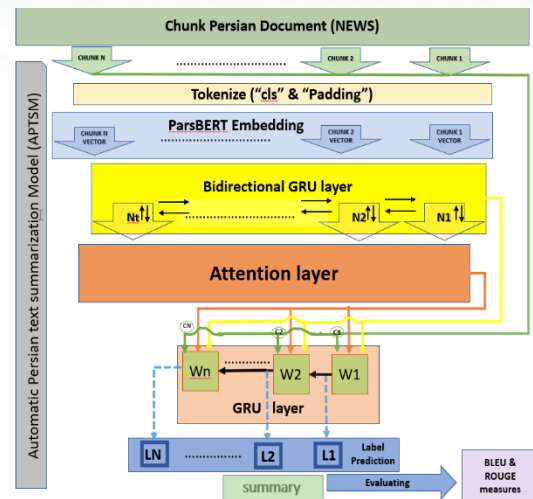 Chunk Persian Document (NEWS)
CHUNK N
CHUNK 2
CHUNK 1
Automatic Persian text summarization Model (APTSM)
Tokenize (“cls” & “Padding”)
ParsBERT Embedding
CHUNK N
VECTOR
CHUNK 2
VECTOR
CHUNK 1
VECTOR
Bidirectional GRU layer
Nt
N2
N1
Attention layer
CN
C2
C1
Wn
W2
W1
GRU layer
LN
L2
L1
Label
Prediction
summary
Evaluating
BLEU &
ROUGE
measures